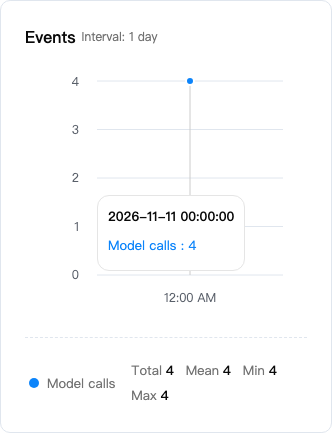 Events Interval: 1 day
4
3
2
1
0
2026-11-11 00:00:00
Model calls : 4
12:00 AM
Model calls
Total 4 Mean 4 Min 4
Max 4